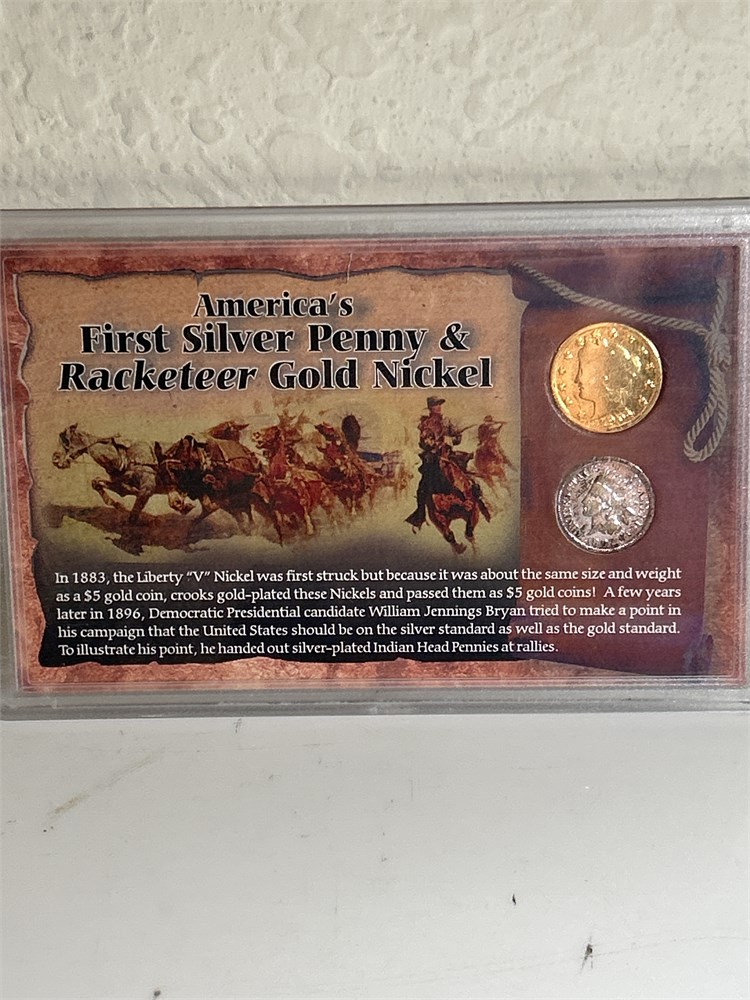 America's
First Silver Penny &
Racketeer Gold Nickel
In 1883, the Liberty “V” Nickel was first struck but because it was about the same size and weight
as a $5 gold coin, crooks gold-plated these Nickels and passed them as $5 gold coins! A few years
later in 1896, Democratic Presidential candidate William Jennings Bryan tried to make a point in
his campaign that the United States should be on the silver standard as well as the gold standard.
To illustrate his point, he handed out silver-plated Indian Head Pennies at rallies.